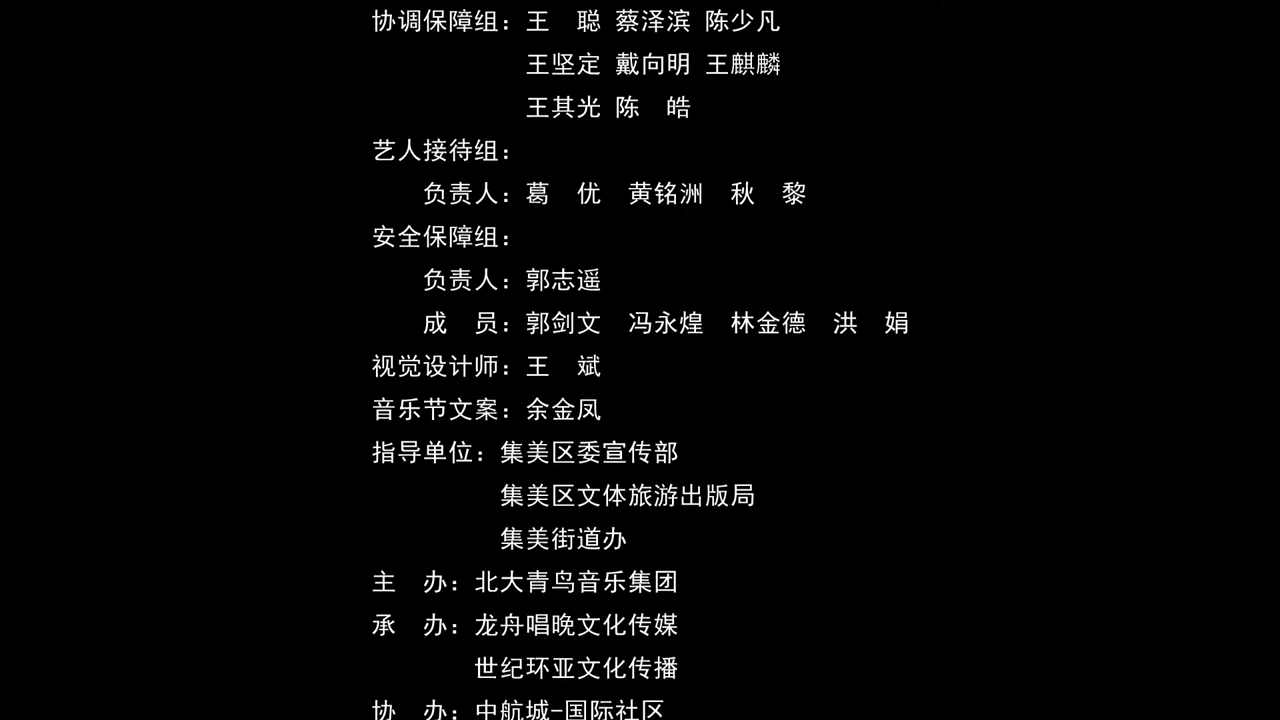 协调保障组：王　聪 蔡泽滨 陈少凡
王坚定 戴向明 王麒麟
王其光 陈　皓
艺人接待组：
负责人：葛　优　黄铭洲　秋　黎
安全保障组：
负责人：郭志遥
成　员：郭剑文　冯永煌　林金德　洪　娟
视觉设计师：王　斌
音乐节文案：余金凤
指导单位：集美区委宣传部
集美区文体旅游出版局
集美街道办
主　办：北大青鸟音乐集团
承　办：龙舟唱晚文化传媒
世纪环亚文化传播
协　办：中航城-国际社区